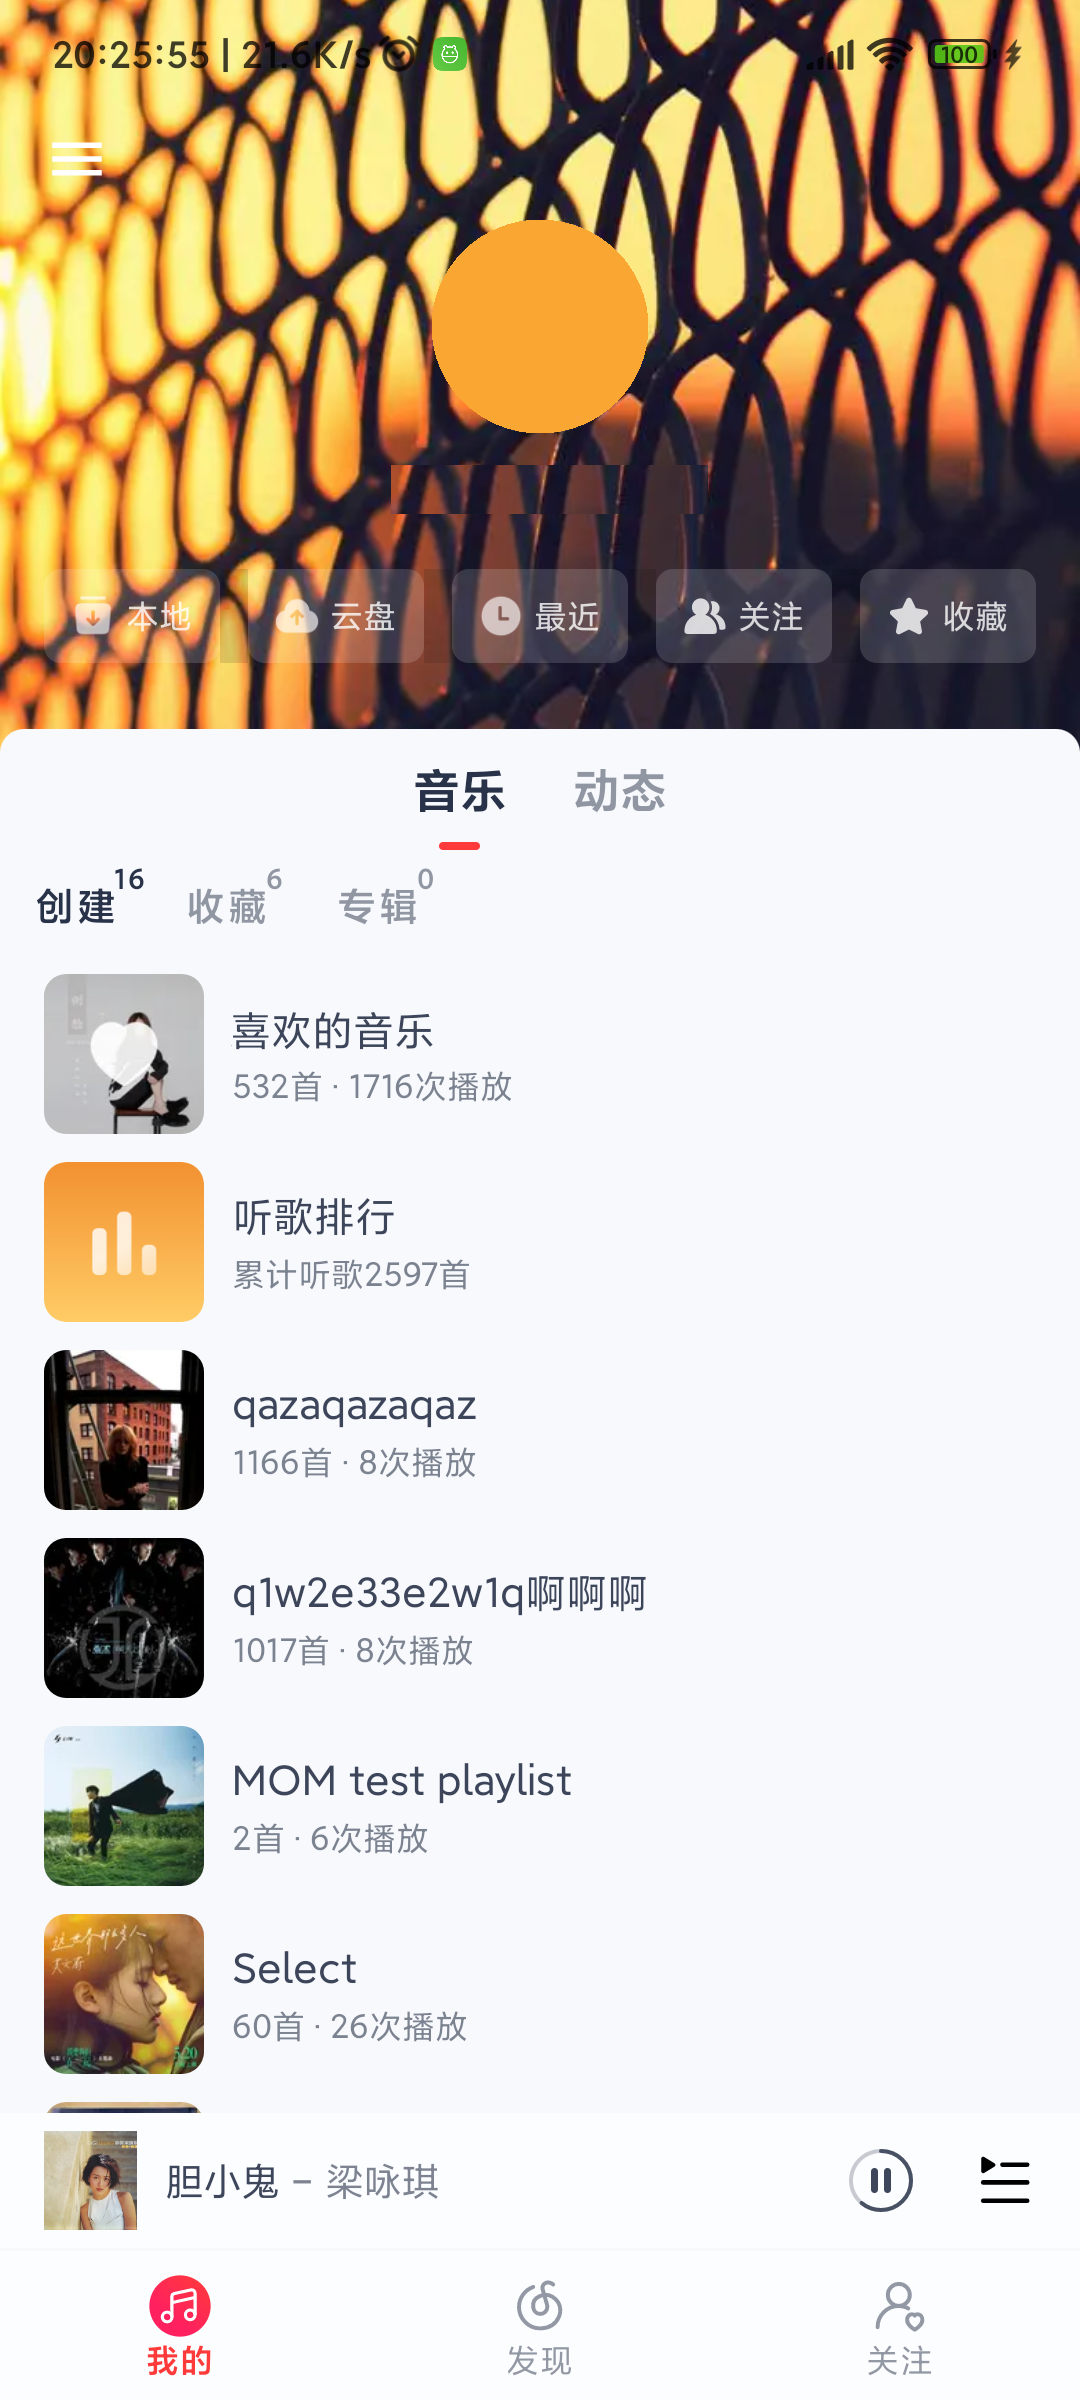 20:25:55 | 21.6K/s
100
本地 云盘 最近 关注 收藏
音乐 动态
创建16 收藏6 专辑0
喜欢的音乐
532首 · 1716次播放
听歌排行
累计听歌2597首
qazaqazaqaz
1166首 · 8次播放
q1w2e33e2w1q啊啊啊
1017首 · 8次播放
MOM test playlist
2首 · 6次播放
Select
60首 · 26次播放
5.20
胆小鬼 – 梁咏琪
我的 发现 关注